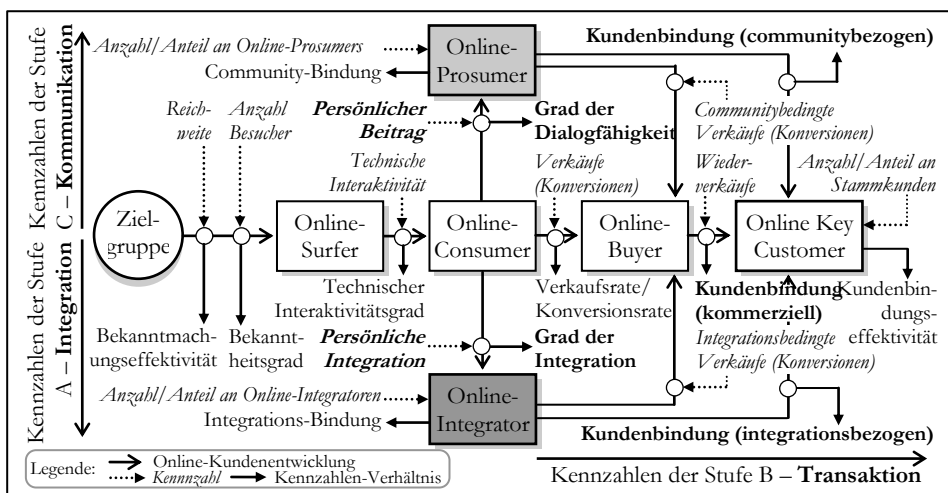 Kennzahlen der Stufe
C – Kommunikation
Kennzahlen der Stufe
A – Integration
Anzahl/Anteil an Online-Prosumers
Community-Bindung
Online-
Prosumer
Kundenbindung (communitybezogen)
Reich-
weite
Anzahl
Besucher
Persönlicher
Beitrag
Grad der
Dialogfähigkeit
Communitybedingte
Verkäufe (Konversionen)
Technische
Interaktivität
Verkäufe
(Konversionen)
Wieder-
verkäufe
Anzahl/Anteil an
Stammkunden
Ziel-
gruppe
Online-
Surfer
Online-
Consumer
Online-
Buyer
Online Key
Customer
Bekanntmach-
ungseffektivität
Bekannt-
heitsgrad
Technischer
Interaktivitätsgrad
Verkaufsrate/
Konversionsrate
Kundenbindung
(kommerziell)
Kundenbin-
dungs-
effektivität
Persönliche
Integration
Grad der
Integration
Integrationsbedingte
Verkäufe (Konversionen)
Anzahl/Anteil an Online-Integratoren
Integrations-Bindung
Online-
Integrator
Kundenbindung (integrationsbezogen)
Legende:
Online-Kundenentwicklung
Kennnzahl
Kennzahlen-Verhältnis
Kennzahlen der Stufe B – Transaktion